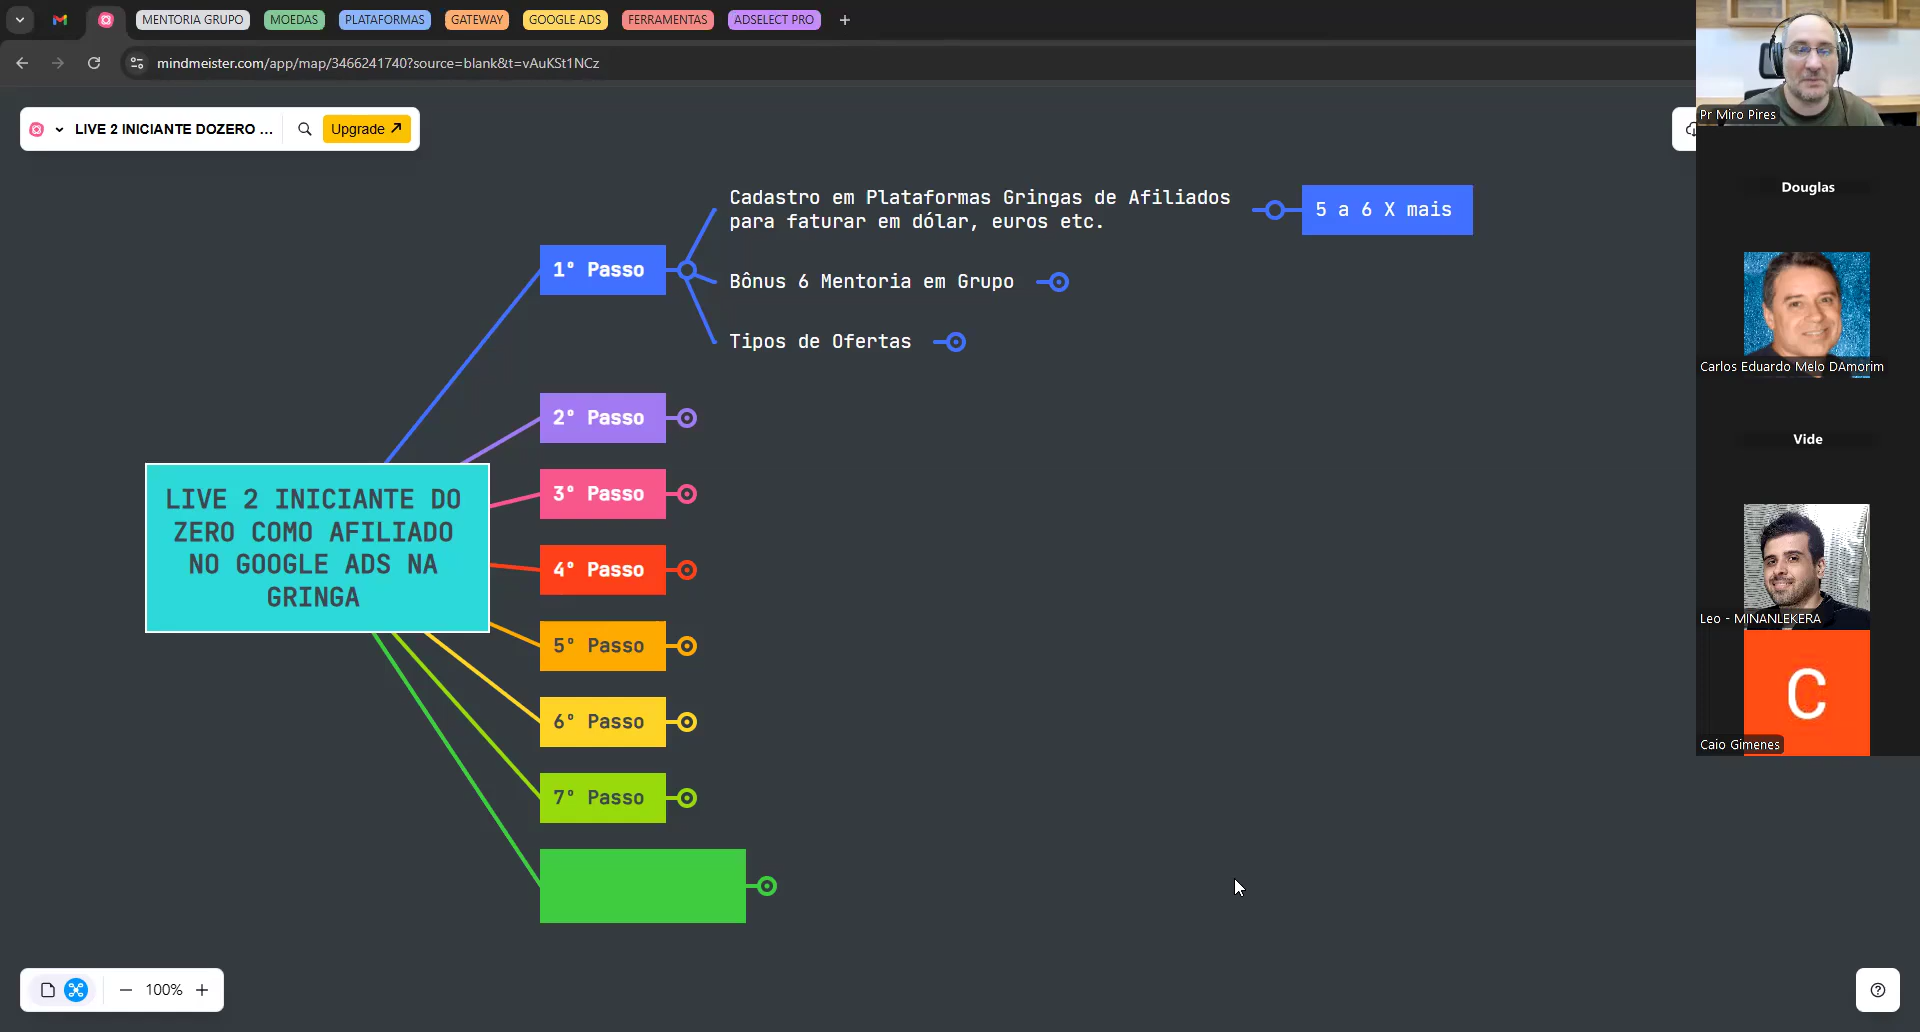 MENTORIA GRUPO
MOEDAS
PLATAFORMAS
GATEWAY
GOOGLE ADS
FERRAMENTAS
ADSELECT PRO
mindmeister.com/app/map/3466241740?source=blank&t=vAuKSt1NCz
LIVE 2 INICIANTE DOZERO ...
Upgrade
Cadastro em Plataformas Gringas de Afiliados
para faturar em dólar, euros etc.
5 a 6 X mais
1° Passo
Bônus 6 Mentoria em Grupo
Tipos de Ofertas
2° Passo
3° Passo
LIVE 2 INICIANTE DO
ZERO COMO AFILIADO
NO GOOGLE ADS NA
GRINGA
4° Passo
5° Passo
6° Passo
7° Passo
100%
Pr Miro Pires
Douglas
Carlos Eduardo Melo DAmorim
Vide
Leo - MINANLEKERA
C
Caio Gimenes